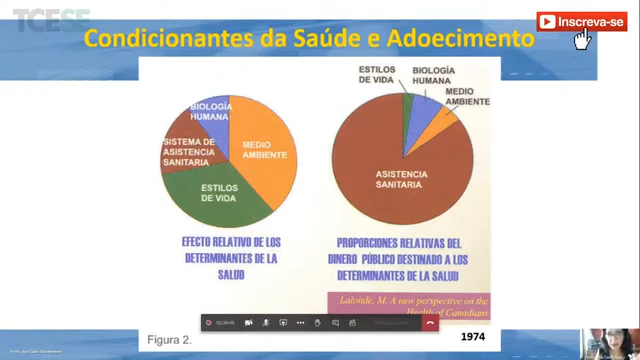 TCESE
Inscreva-se
Condicionantes da Saúde e Adoecimento
BIOLOGÍA
HUMANA
SISTEMA DE
ASISTENCIA
SANITARIA
MEDIO
AMBIENTE
ESTILOS
DE VIDA
EFECTO RELATIVO DE LOS
DETERMINANTES DE LA
SALUD
ESTILOS
DE VIDA
BIOLOGÍA
HUMANA
MEDIO
AMBIENTE
ASISTENCIA
SANITARIA
PROPORCIONES RELATIVAS DEL
DINERO PÚBLICO DESTINADO A LOS
DETERMINANTES DE LA SALUD
Lalonde, M. A new perspective on the
Health of Canadians
Figura 2.
1974